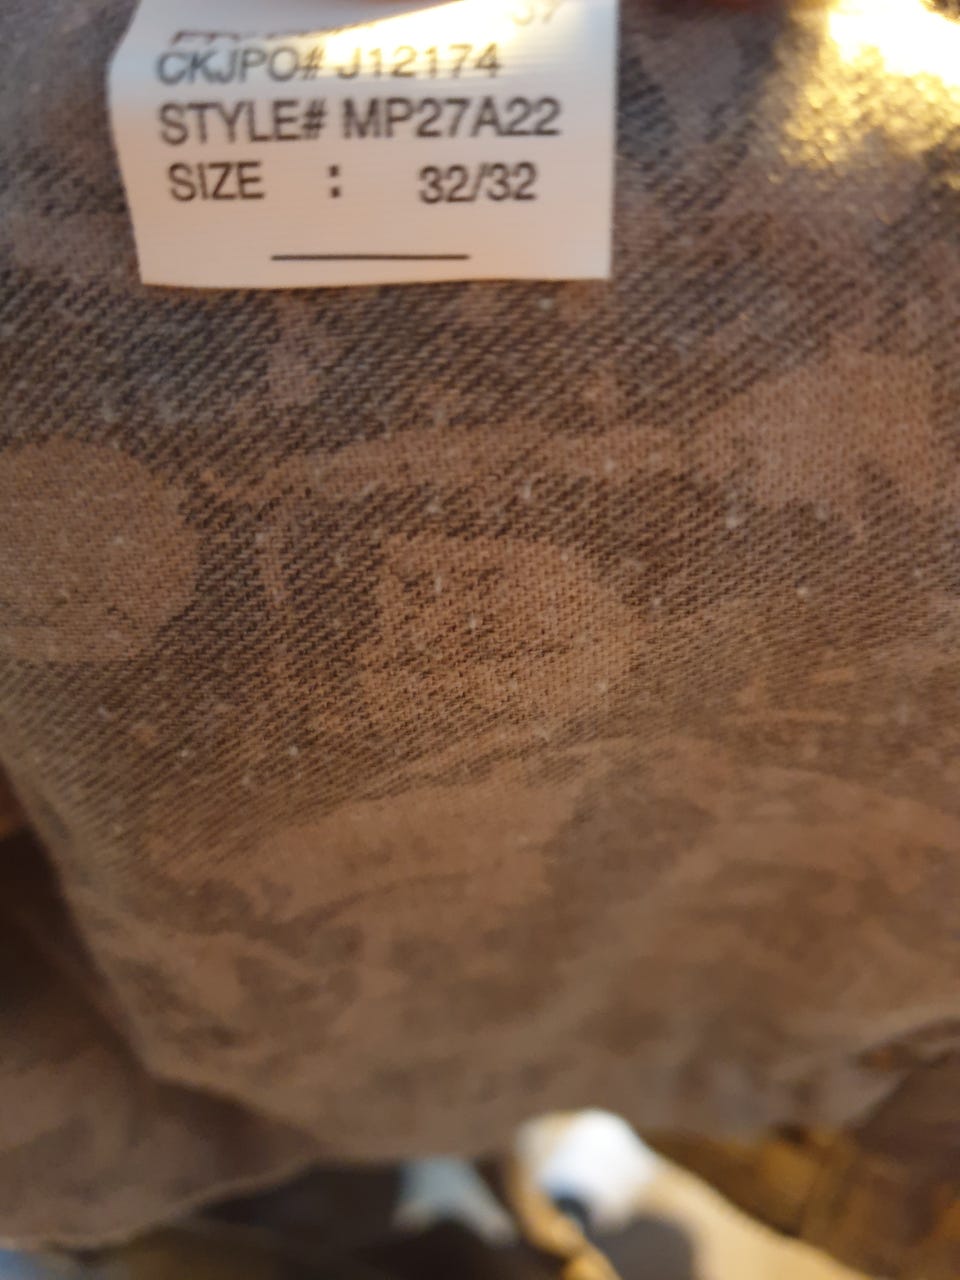 CKJPO# J12174
STYLE# MP27A22
SIZE : 32/32